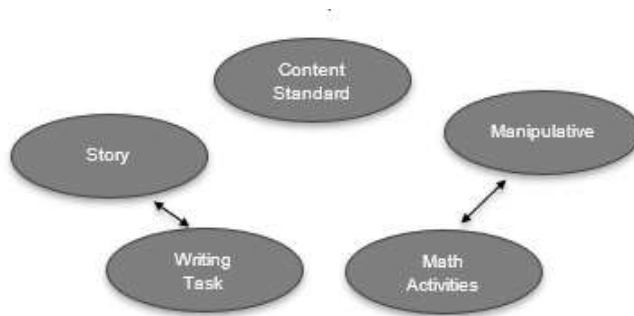 Content
Standard
Manipulative
Story
Writing
Task
Math
Activities